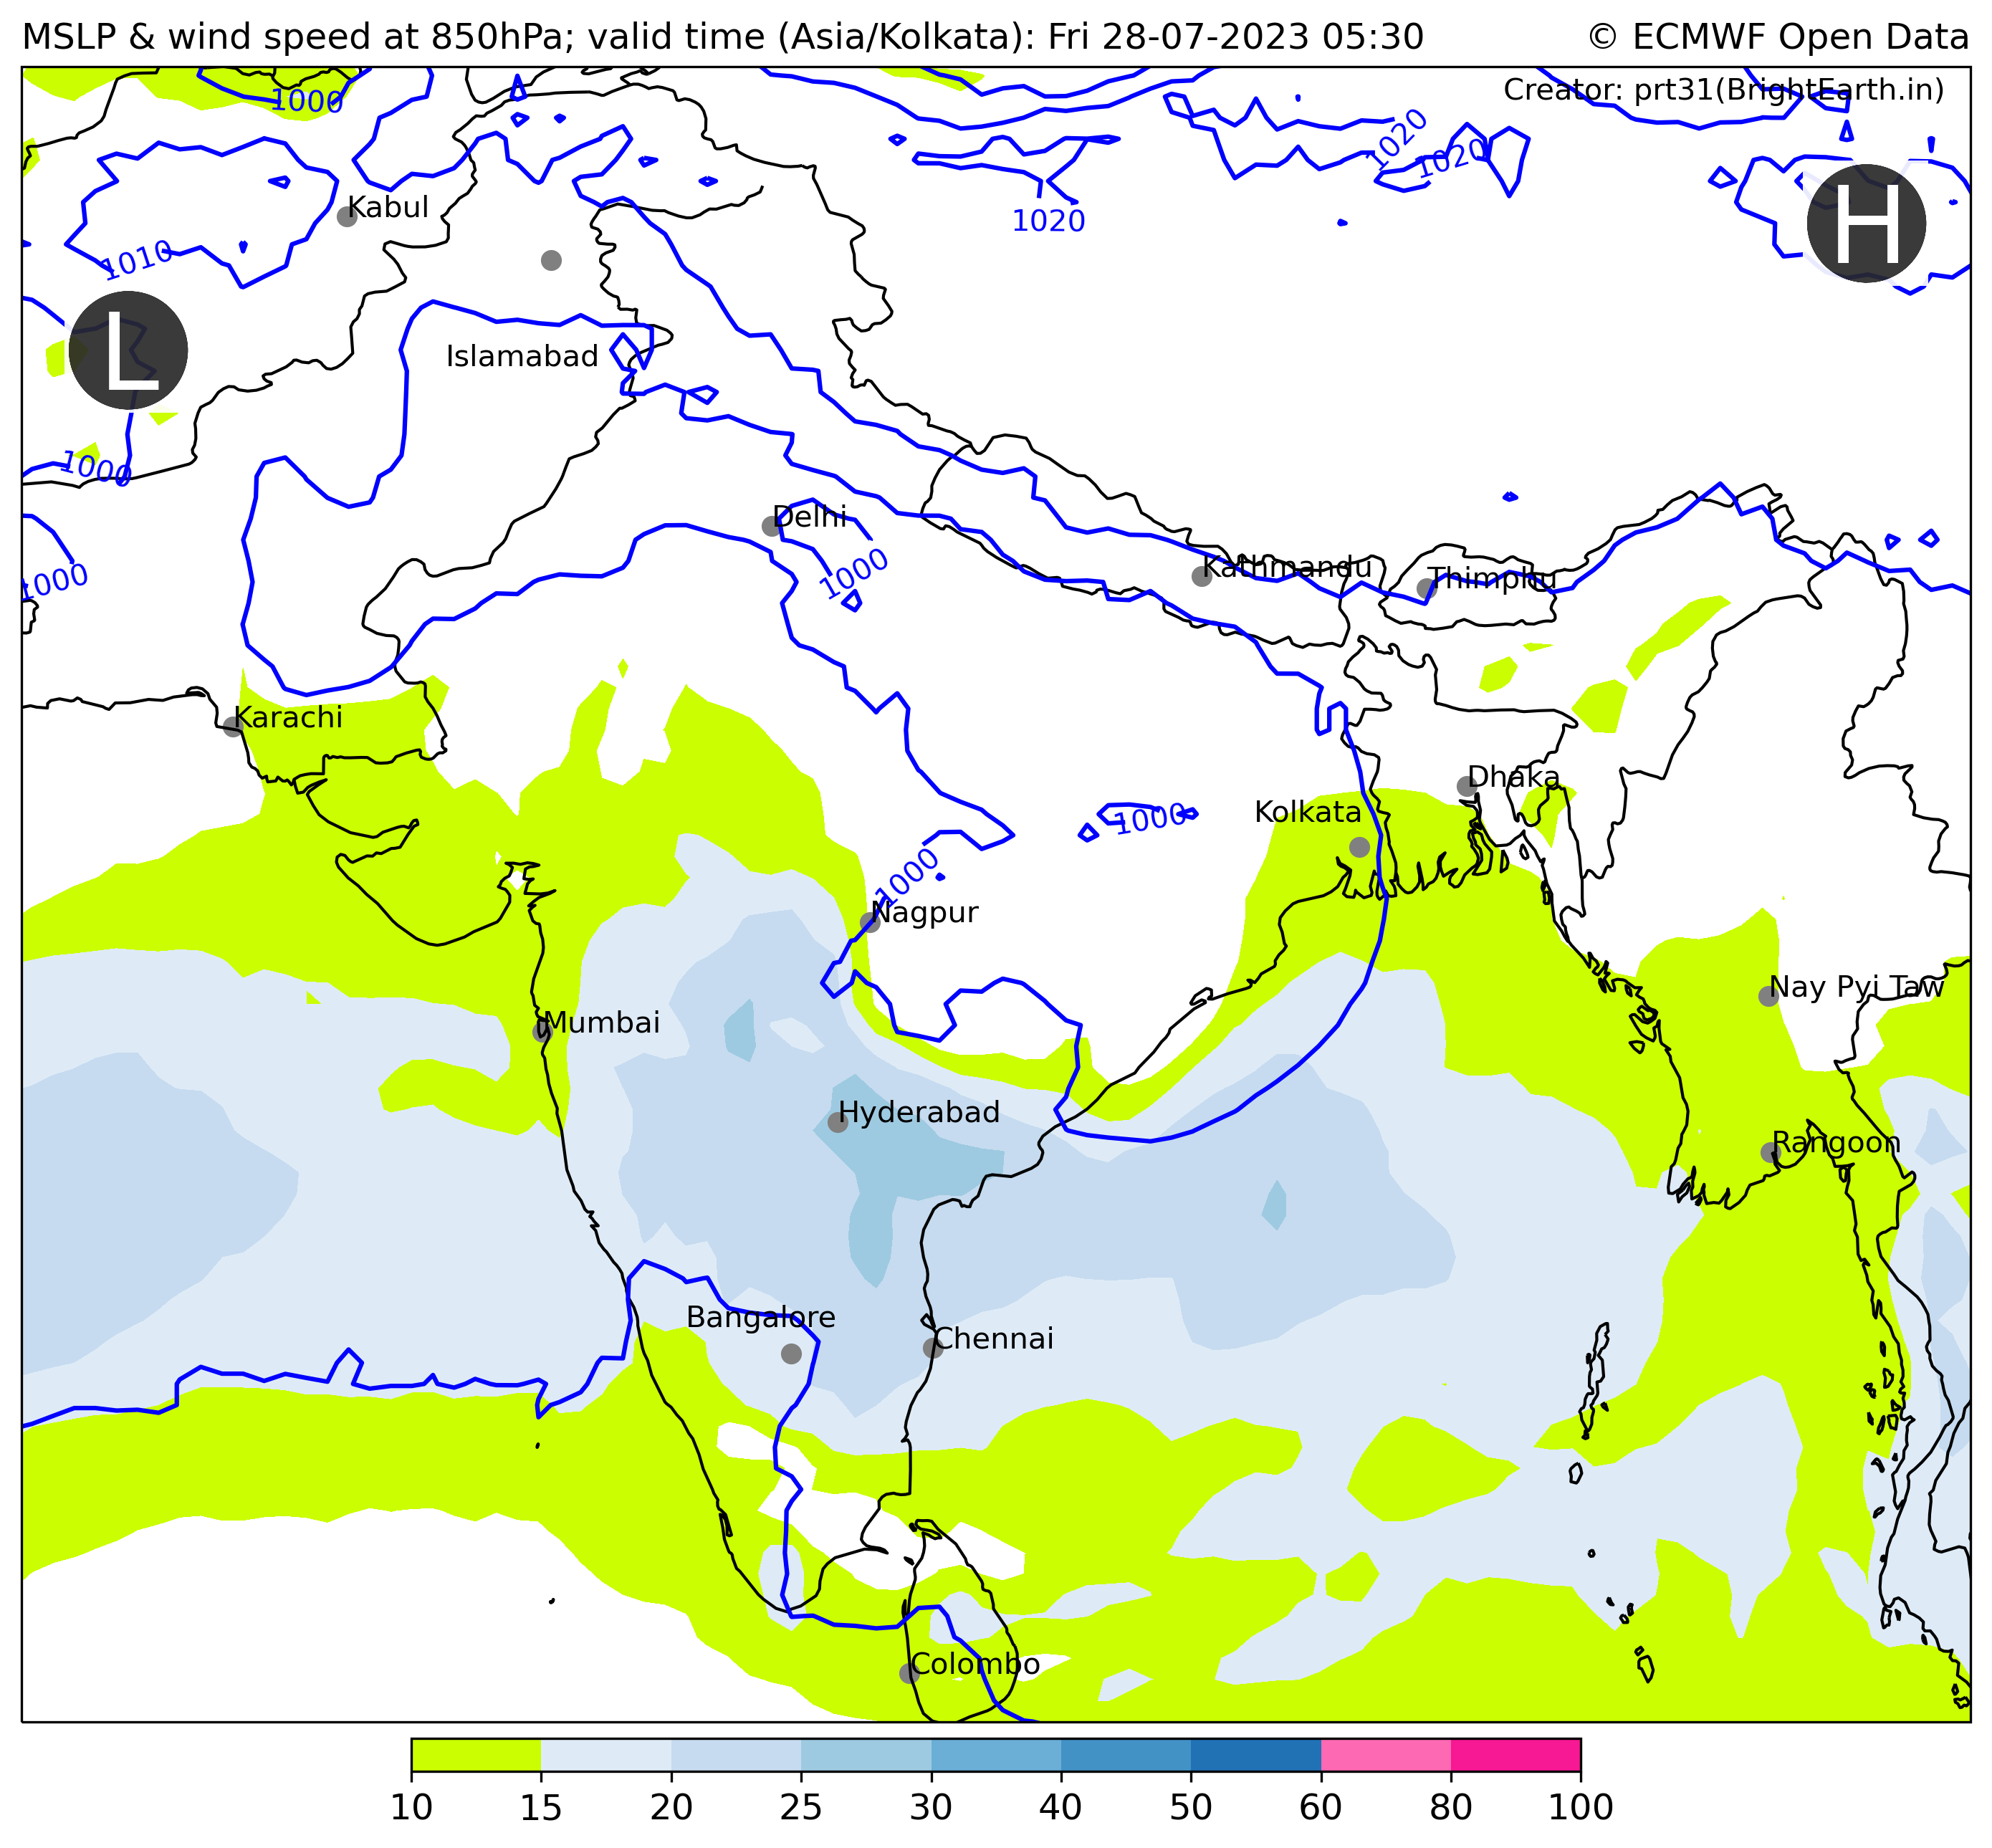 MSLP & wind speed at 850hPa; valid time (Asia/Kolkata): Fri 28-07-2023 05:30
© ECMWF Open Data
Creator: prt31(BrightEarth.in)
1000
1020
1020
1020
Kabul
H
1010
L
Islamabad
1000
Delhi
1000
1000
Kathmandu
Thimphu
Karachi
Dhaka
Kolkata
1000
1000
Nagpur
Nay Pyi Taw
Mumbai
Hyderabad
Rangoon
Bangalore
Chennai
Colombo
10 15 20 25 30 40 50 60 80 100